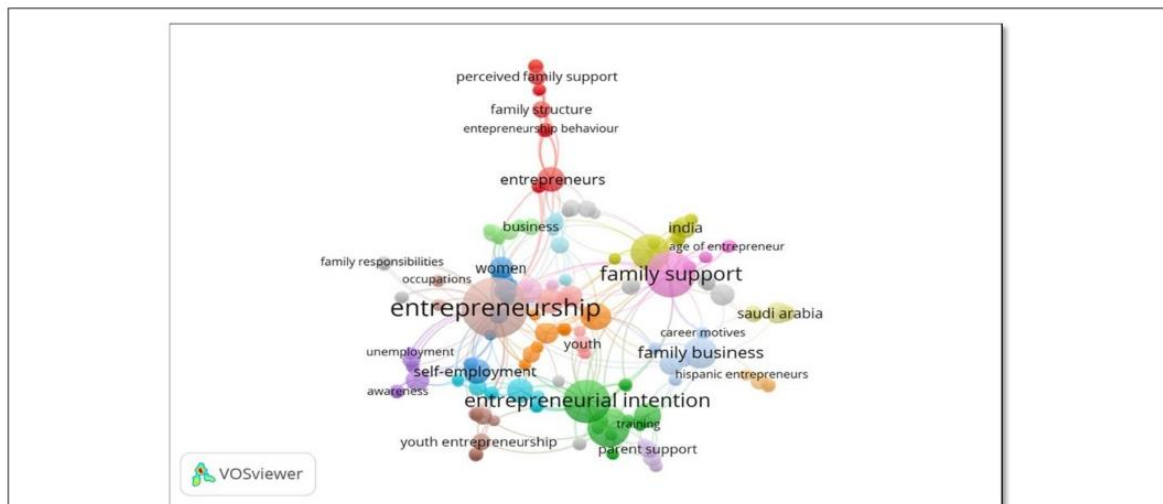 perceived family support
family structure
entepreneurship behaviour
entrepreneurs
business
india
age of entrepreneur
family responsibilities
women
family support
occupations
entrepreneurship
saudi arabia
career motives
youth
unemployment
family business
self-employment
hispanic entrepreneurs
awareness
entrepreneurial intention
training
youth entrepreneurship
parent support
VOSviewer